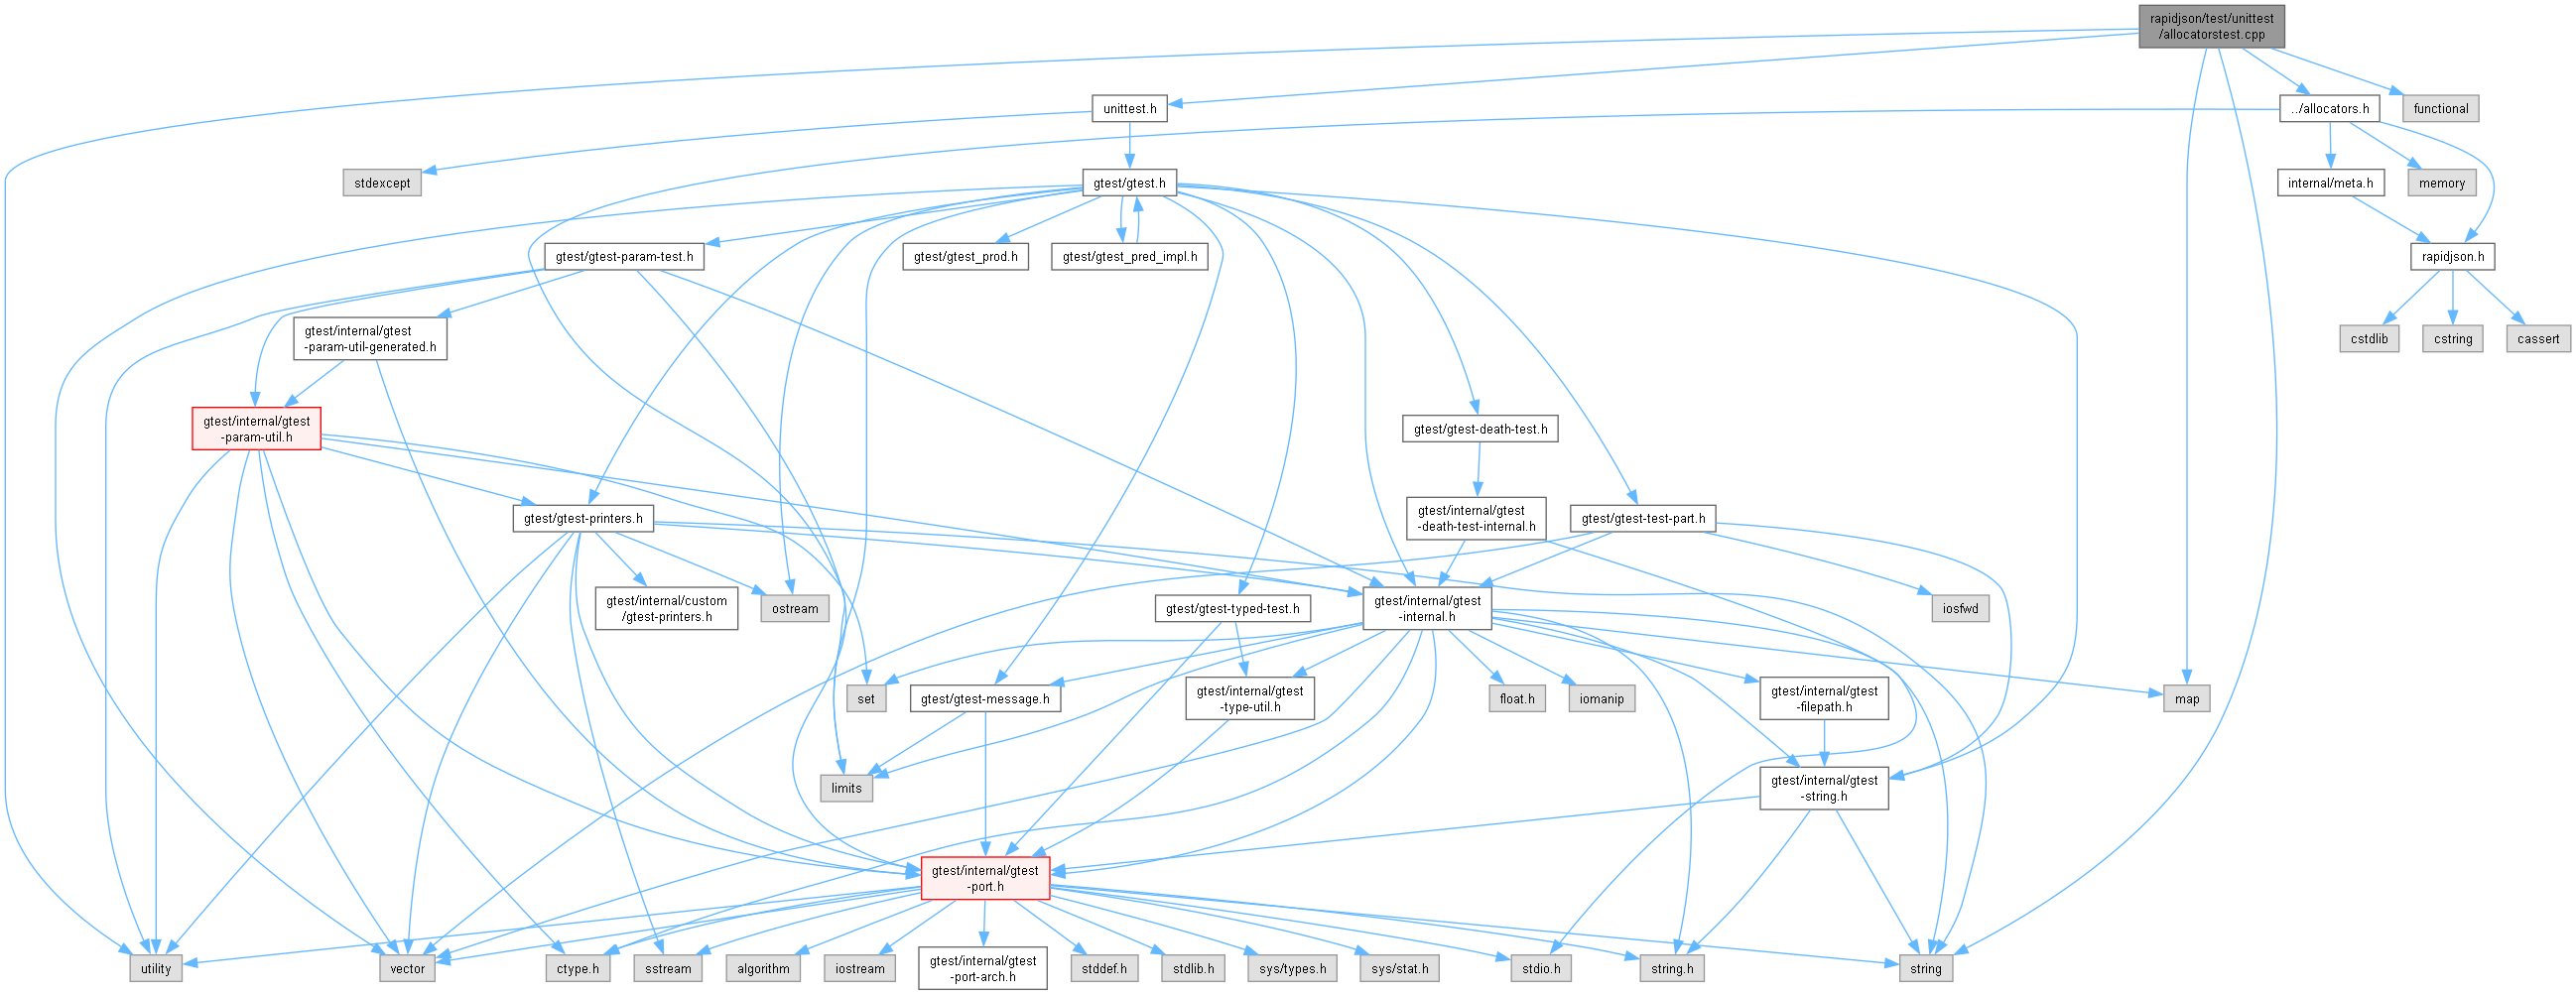 rapidjson/test/unittest
/allocatorstest.cpp
unittest.h
../allocators.h
functional
stdexcept
gtest/gtest.h
internal/meta.h
memory
gtest/gtest-param-test.h
gtest/gtest_prod.h
gtest/gtest_pred_impl.h
rapidjson.h
gtest/internal/gtest
-param-util-generated.h
cstdlib
cstring
cassert
gtest/internal/gtest
-param-util.h
gtest/gtest-death-test.h
gtest/gtest-printers.h
gtest/internal/gtest
-death-test-internal.h
gtest/gtest-test-part.h
gtest/internal/custom
/gtest-printers.h
ostream
gtest/gtest-typed-test.h
gtest/internal/gtest
-internal.h
iosfwd
set
gtest/gtest-message.h
gtest/internal/gtest
-type-util.h
float.h
iomanip
gtest/internal/gtest
-filepath.h
map
limits
gtest/internal/gtest
-string.h
gtest/internal/gtest
-port.h
utility
vector
ctype.h
sstream
algorithm
iostream
gtest/internal/gtest
-port-arch.h
stddef.h
stdlib.h
sys/types.h
sys/stat.h
stdio.h
string.h
string